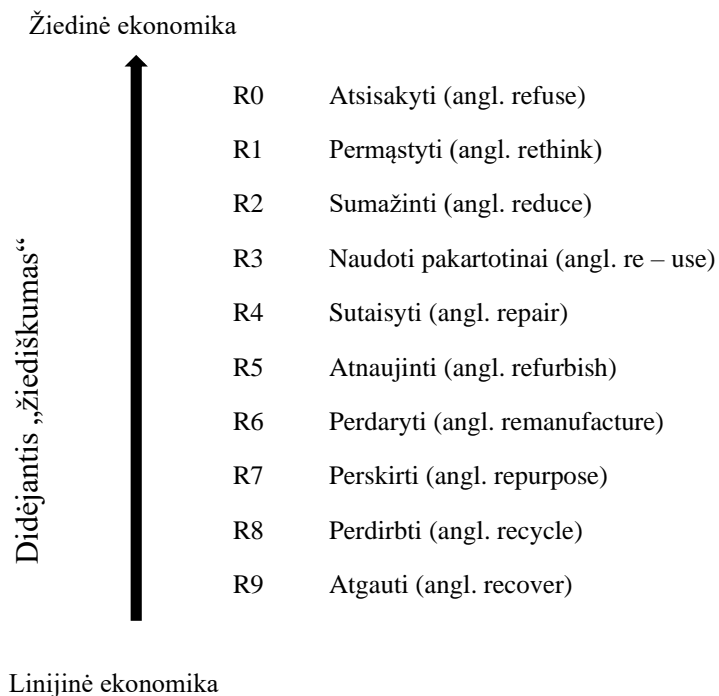 Žiedinė ekonomika
R0 Atsisakyti (angl. refuse)
R1 Permąstyti (angl. rethink)
R2 Sumažinti (angl. reduce)
R3 Naudoti pakartotinai (angl. re – use)
R4 Sutaisyti (angl. repair)
R5 Atnaujinti (angl. refurbish)
R6 Perdaryti (angl. remanufacture)
R7 Perskirti (angl. repurpose)
R8 Perdirbti (angl. recycle)
R9 Atgauti (angl. recover)
Didėjantis „žiediškumas“
Linijinė ekonomika